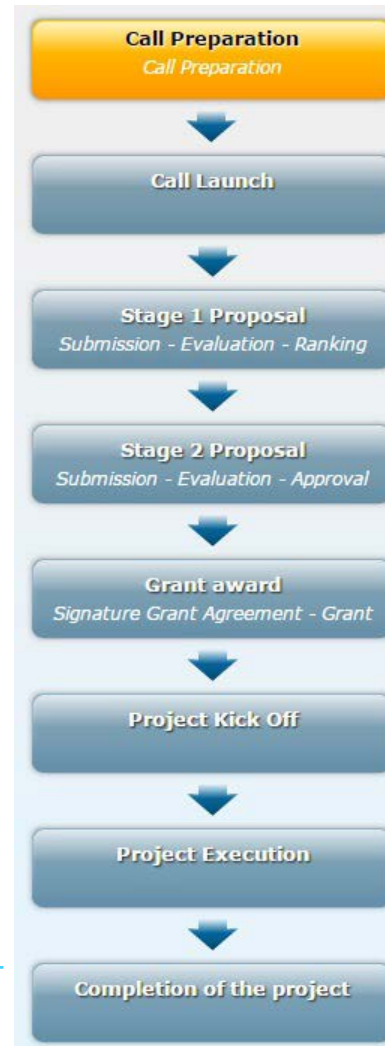 Call Preparation
Call Preparation
Call Launch
Stage 1 Proposal
Submission - Evaluation - Ranking
Stage 2 Proposal
Submission - Evaluation - Approval
Grant award
Signature Grant Agreement - Grant
Project Kick Off
Project Execution
Completion of the project